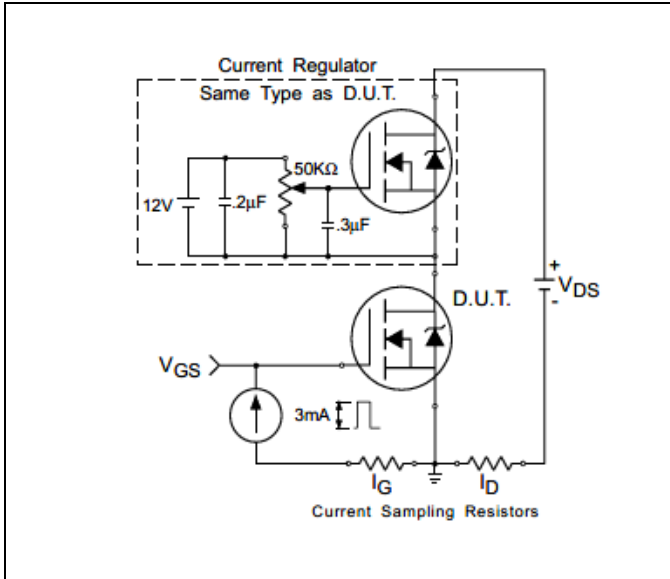 Current Regulator
Same Type as D.U.T.
50KΩ
12V
.2μF
.3μF
+
VDS
-
D.U.T.
VGS
3mA
IG
ID
Current Sampling Resistors